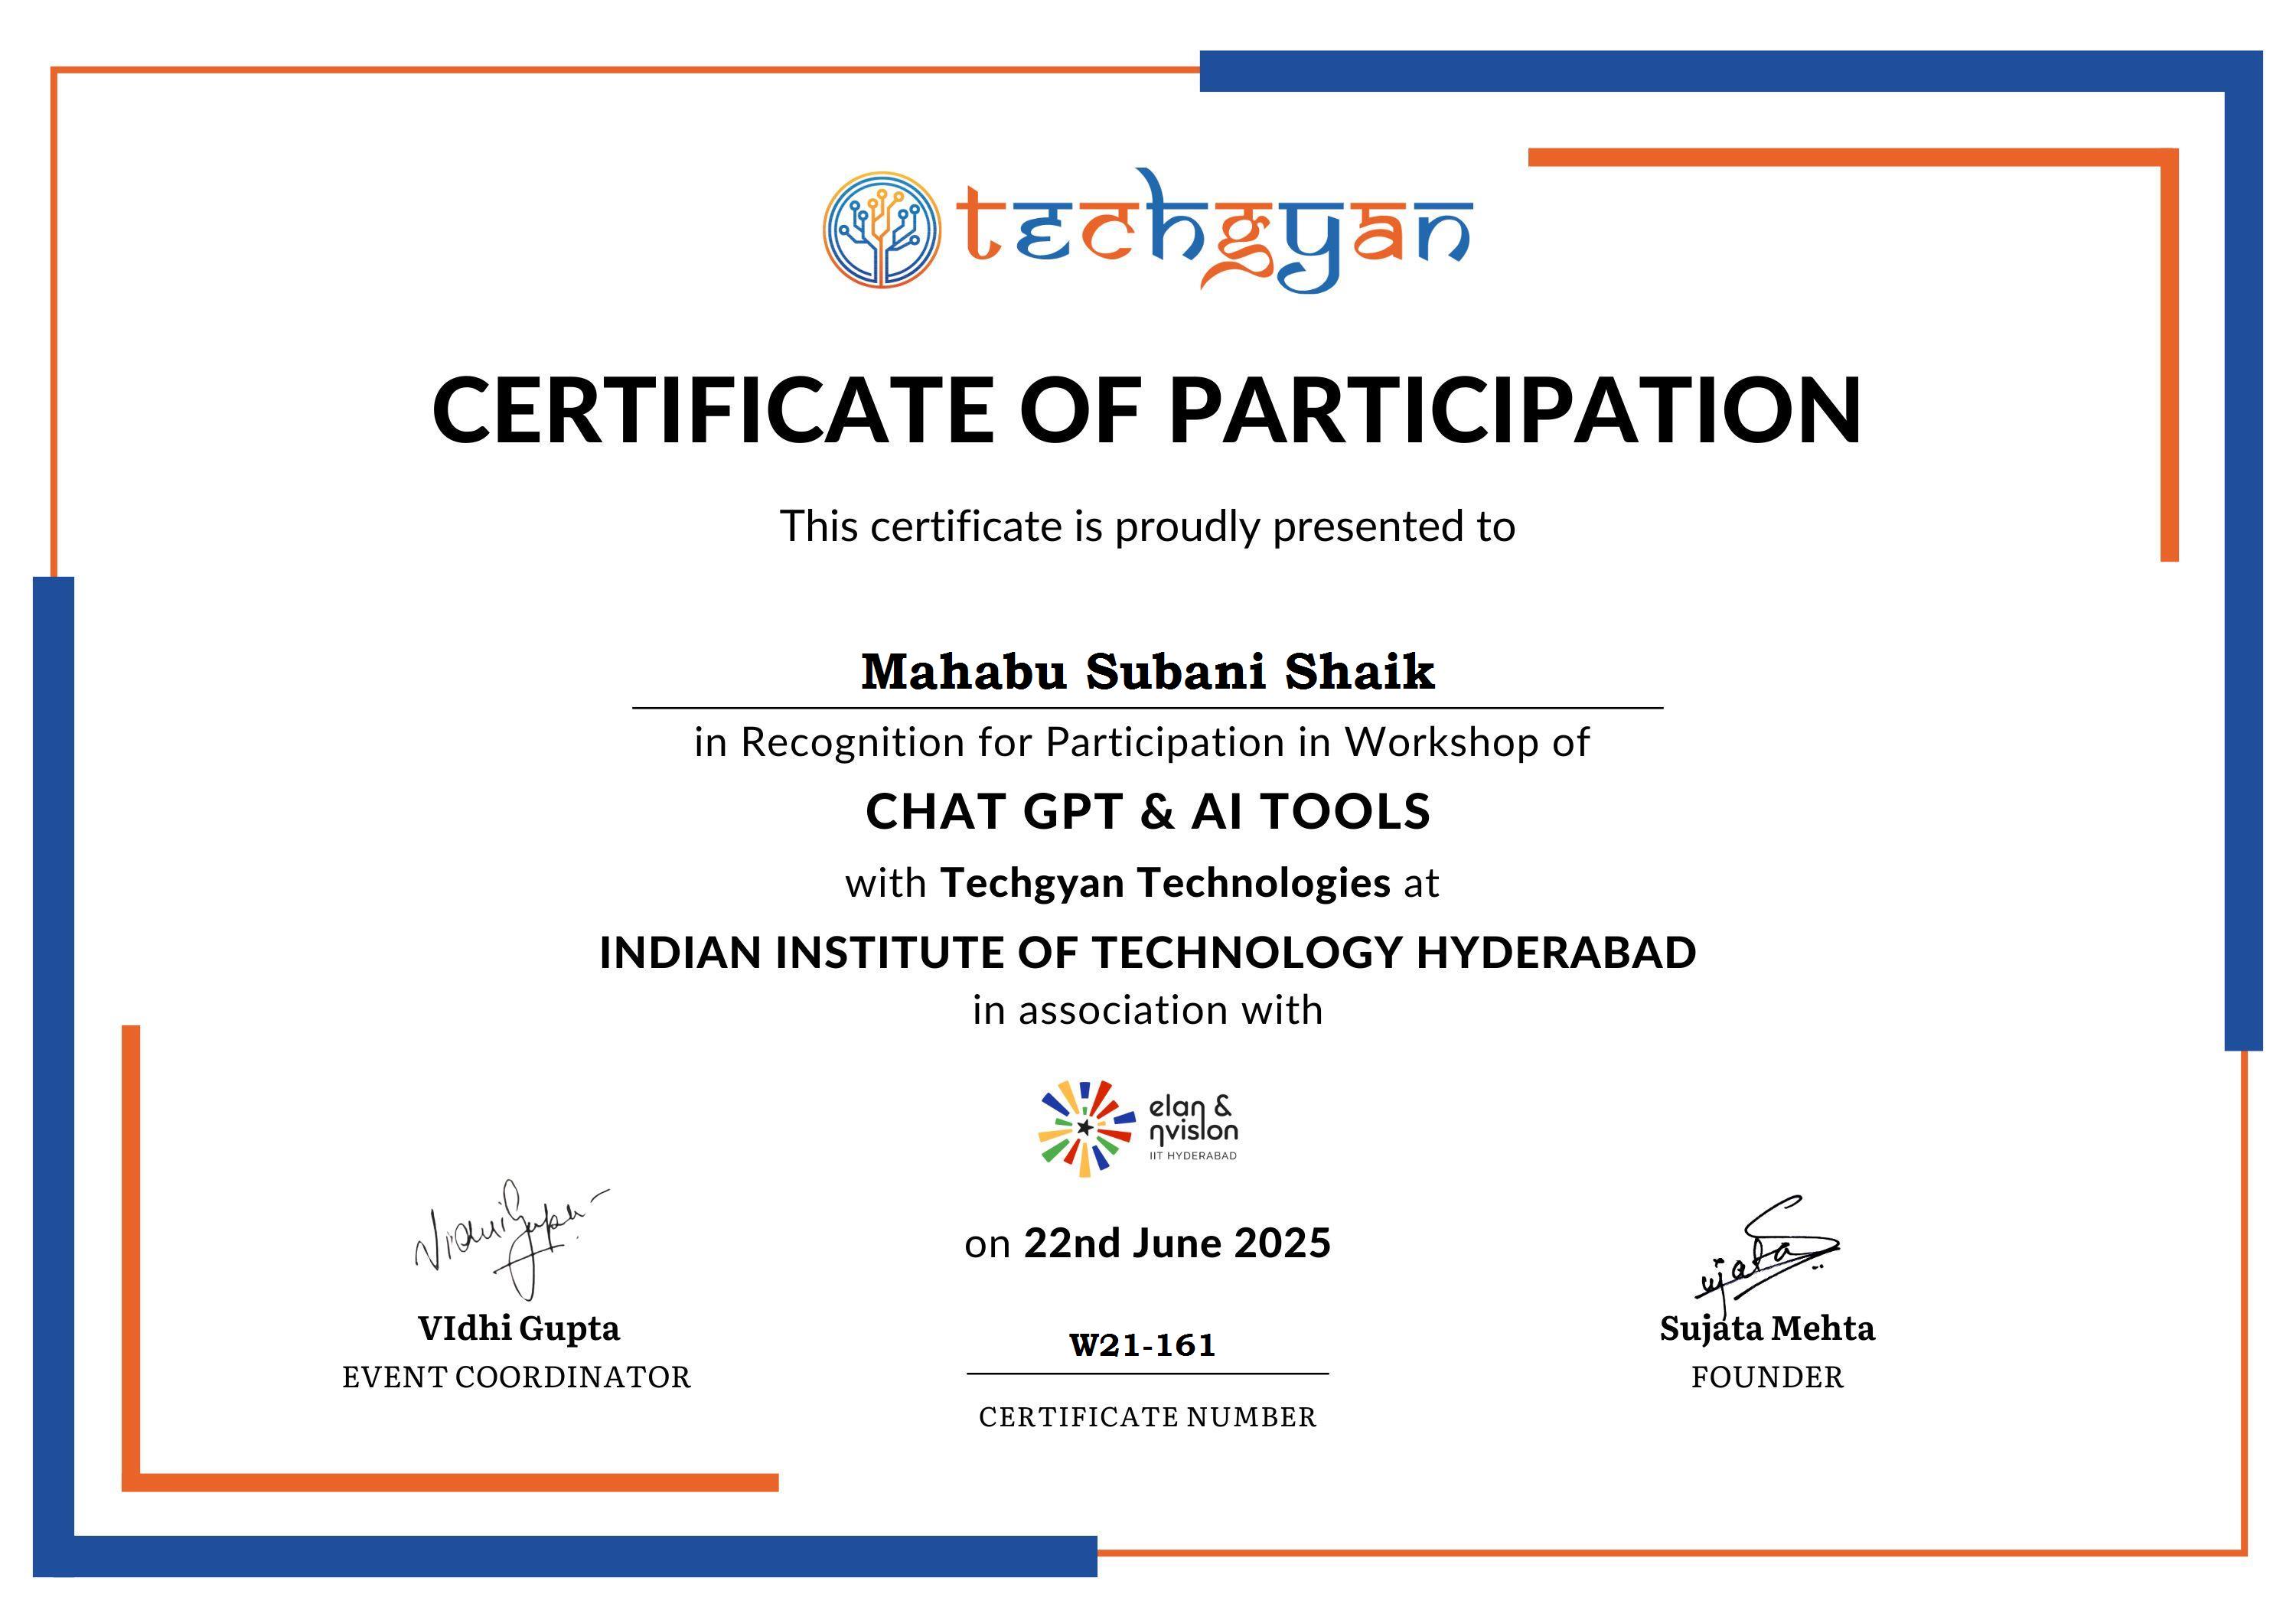 techgyan
CERTIFICATE OF PARTICIPATION
This certificate is proudly presented to
Mahabu Subani Shaik
in Recognition for Participation in Workshop of
CHAT GPT & AI TOOLS
with Techgyan Technologies at
INDIAN INSTITUTE OF TECHNOLOGY HYDERABAD
in association with
elan &
ηvision
IIT HYDERABAD
on 22nd June 2025
Vidhi Gupta
VIdhi Gupta
EVENT COORDINATOR
W21-161
CERTIFICATE NUMBER
Sujata
Sujata Mehta
FOUNDER